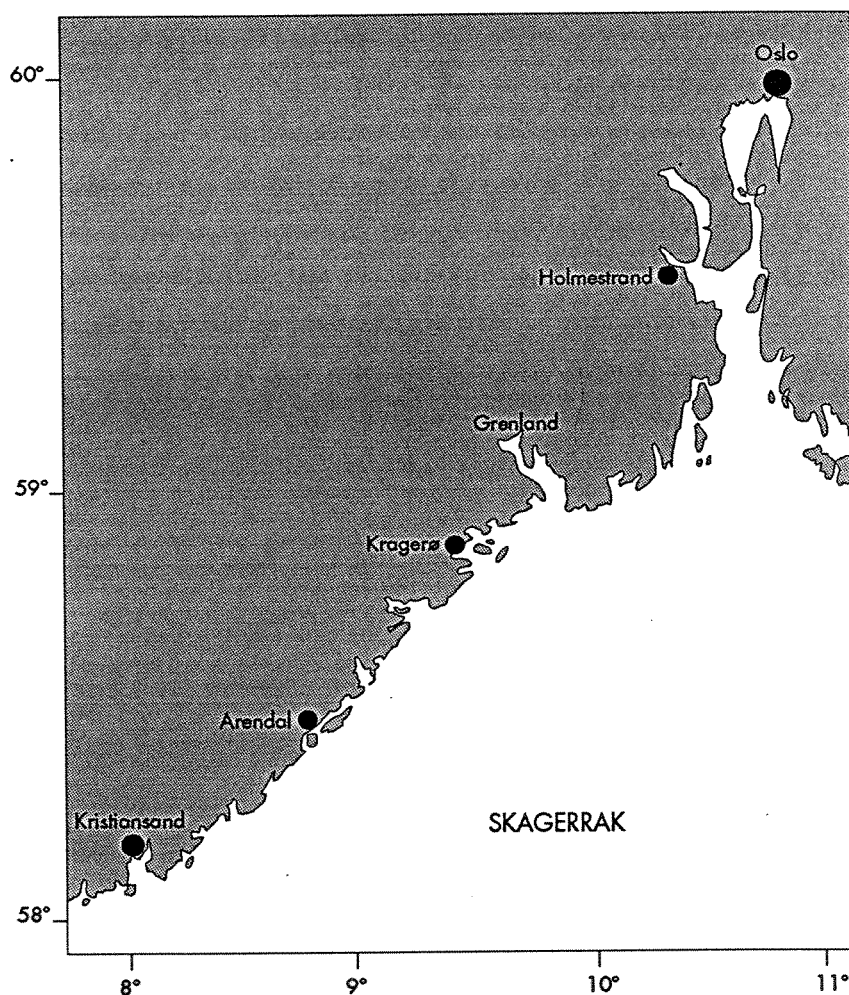 Oslo
60°
Holmestrand
Grenland
59°
Kragerø
Arendal
SKAGERRAK
Kristiansand
58°
8°
9°
10°
11°